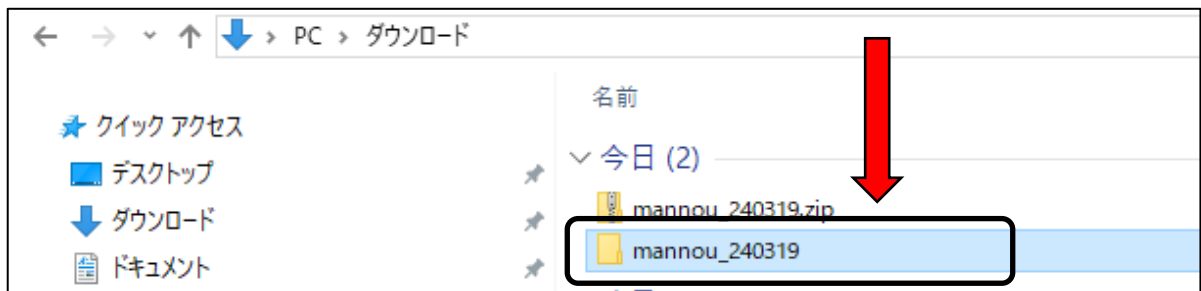 PC › ダウンロード
クイック アクセス
デスクトップ
ダウンロード
ドキュメント
名前
今日 (2)
mannou_240319.zip
mannou_240319